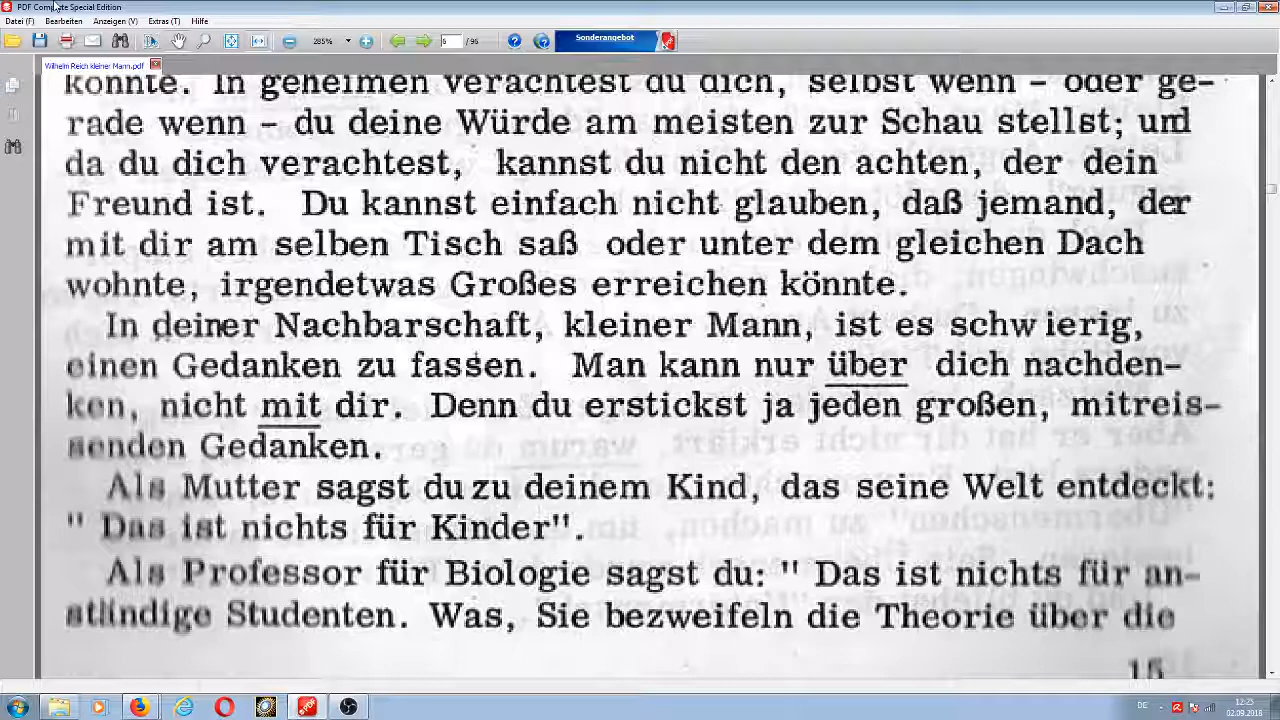 PDF Complete Special Edition
Datei (F) Bearbeiten Anzeigen (V) Extras (T) Hilfe
285% 5 / 95 Sonderangebot
Wilhelm Reich kleiner Mann.pdf
könnte. In geheimen verachtest du dich, selbst wenn – oder ge-
rade wenn – du deine Würde am meisten zur Schau stellst; und
da du dich verachtest, kannst du nicht den achten, der dein
Freund ist. Du kannst einfach nicht glauben, daß jemand, der
mit dir am selben Tisch saß oder unter dem gleichen Dach
wohnte, irgendetwas Großes erreichen könnte.
In deiner Nachbarschaft, kleiner Mann, ist es schwierig,
einen Gedanken zu fassen. Man kann nur über dich nachden-
ken, nicht mit dir. Denn du erstickst ja jeden großen, mitreis-
senden Gedanken.
Als Mutter sagst du zu deinem Kind, das seine Welt entdeckt:
" Das ist nichts für Kinder".
Als Professor für Biologie sagst du: " Das ist nichts für an-
ständige Studenten. Was, Sie bezweifeln die Theorie über die
15
DE 12:25
02.09.2018